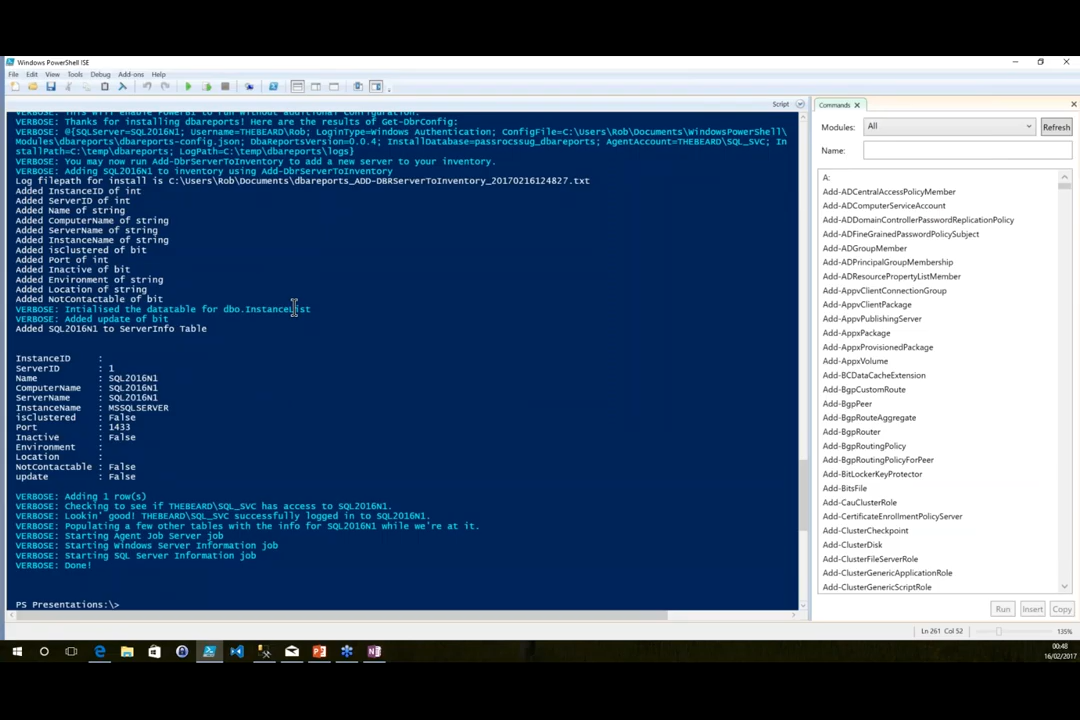 Windows PowerShell ISE
File Edit View Tools Debug Add-ons Help
Script
VERBOSE: This will enable PowerBI to run without additional configuration.
VERBOSE: Thanks for installing dbareports! Here are the results of Get-DbrConfig:
VERBOSE: @{SQLServer=SQL2016N1; Username=THEBEARD\Rob; LoginType=Windows Authentication; ConfigFile=C:\Users\Rob\Documents\WindowsPowerShell\
Modules\dbareports\dbareports-config.json; DbaReportsVersion=0.0.4; InstallDatabase=passrocssug_dbareports; AgentAccount=THEBEARD\SQL_SVC; In
stallPath=C:\temp\dbareports; LogPath=C:\temp\dbareports\logs}
VERBOSE: You may now run Add-DbrServerToInventory to add a new server to your inventory.
VERBOSE: Adding SQL2016N1 to inventory using Add-DbrServerToInventory
Log filepath for install is C:\Users\Rob\Documents\dbareports_ADD-DBRServerToInventory_20170216124827.txt
Added InstanceID of int
Added ServerID of int
Added Name of string
Added ComputerName of string
Added ServerName of string
Added InstanceName of string
Added isClustered of bit
Added Port of int
Added Inactive of bit
Added Environment of string
Added Location of string
Added NotContactable of bit
VERBOSE: Intialised the datatable for dbo.InstanceList
VERBOSE: Added update of bit
Added SQL2016N1 to ServerInfo Table
InstanceID :
ServerID : 1
Name : SQL2016N1
ComputerName : SQL2016N1
ServerName : SQL2016N1
InstanceName : MSSQLSERVER
isClustered : False
Port : 1433
Inactive : False
Environment :
Location :
NotContactable : False
update : False
VERBOSE: Adding 1 row(s)
VERBOSE: Checking to see if THEBEARD\SQL_SVC has access to SQL2016N1.
VERBOSE: Lookin' good! THEBEARD\SQL_SVC successfully logged in to SQL2016N1.
VERBOSE: Populating a few other tables with the info for SQL2016N1 while we're at it.
VERBOSE: Starting Agent Job Server job
VERBOSE: Starting Windows Server Information job
VERBOSE: Starting SQL Server Information job
VERBOSE: Done!
PS Presentations:\>
Commands
Modules: All Refresh
Name:
A:
Add-ADCentralAccessPolicyMember
Add-ADComputerServiceAccount
Add-ADDomainControllerPasswordReplicationPolicy
Add-ADFineGrainedPasswordPolicySubject
Add-ADGroupMember
Add-ADPrincipalGroupMembership
Add-ADResourcePropertyListMember
Add-AppvClientConnectionGroup
Add-AppvClientPackage
Add-AppvPublishingServer
Add-AppxPackage
Add-AppxProvisionedPackage
Add-AppxVolume
Add-BCDataCacheExtension
Add-BgpCustomRoute
Add-BgpPeer
Add-BgpRouteAggregate
Add-BgpRouter
Add-BgpRoutingPolicy
Add-BgpRoutingPolicyForPeer
Add-BitLockerKeyProtector
Add-BitsFile
Add-CauClusterRole
Add-CertificateEnrollmentPolicyServer
Add-ClusterCheckpoint
Add-ClusterDisk
Add-ClusterFileServerRole
Add-ClusterGenericApplicationRole
Add-ClusterGenericScriptRole
Run Insert Copy
Ln 261 Col 52 135%
00:48
16/02/2017